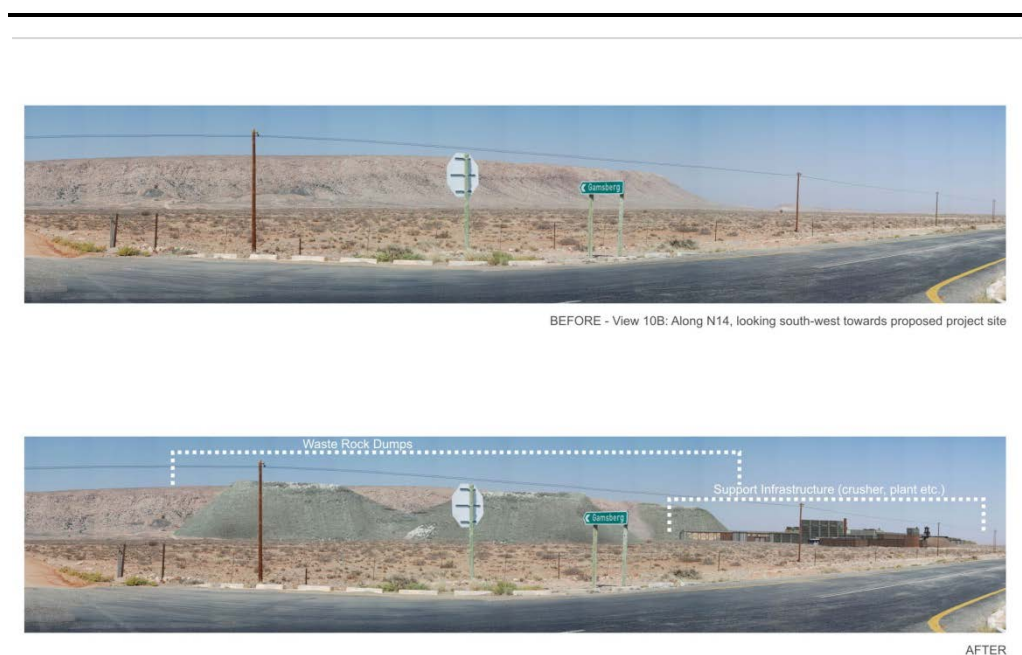 Gamsberg
BEFORE - View 10B: Along N14, looking south-west towards proposed project site
Waste Rock Dumps
Support Infrastructure (crusher, plant etc.)
Gamsberg
AFTER